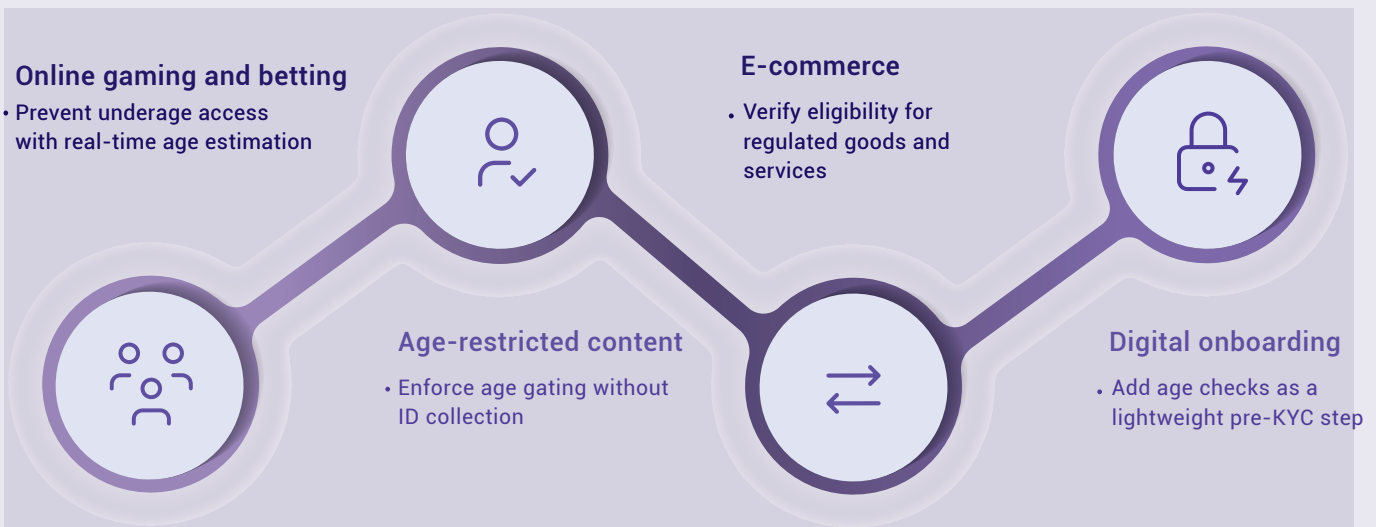 Online gaming and betting
• Prevent underage access
with real-time age estimation
Age-restricted content
• Enforce age gating without
ID collection
E-commerce
• Verify eligibility for
regulated goods and
services
Digital onboarding
• Add age checks as a
lightweight pre-KYC step